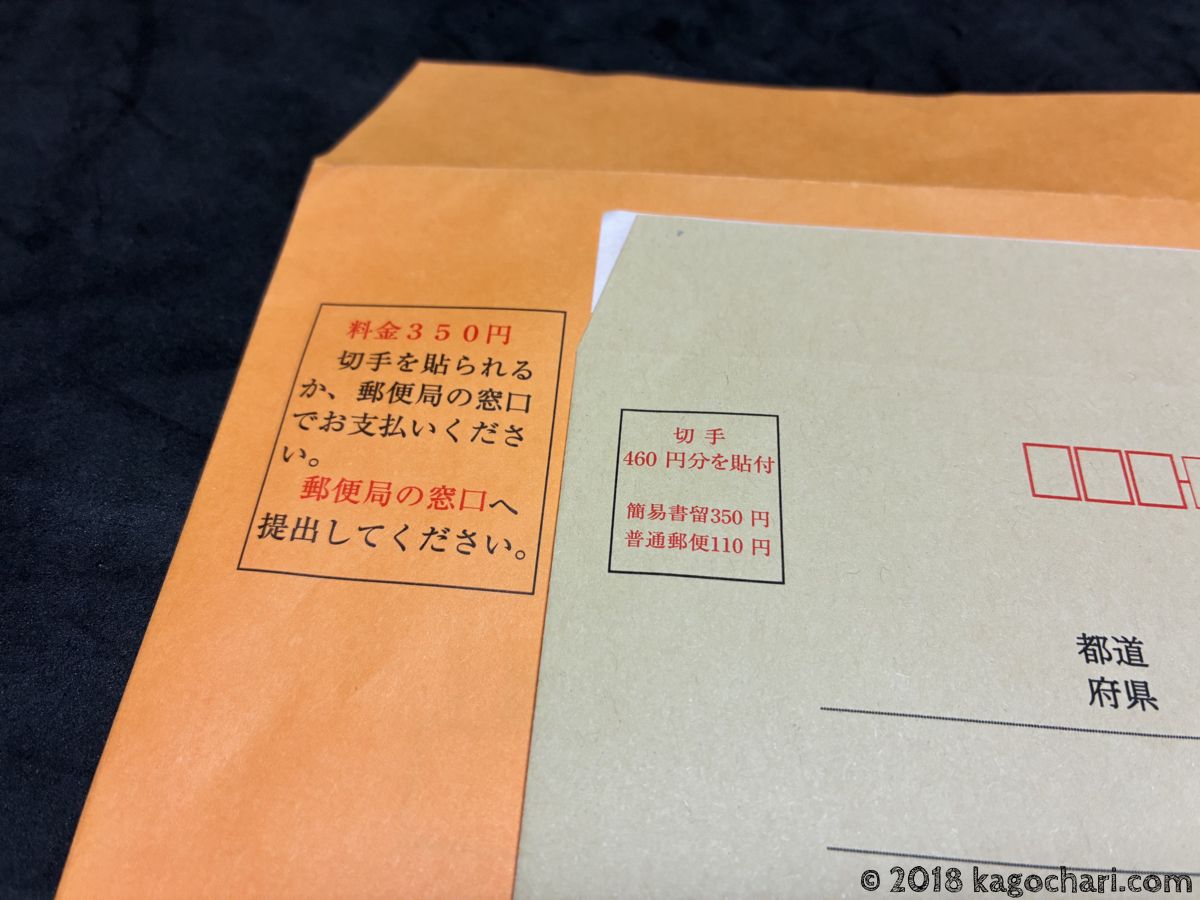 料金３５０円
切手を貼られる
か、郵便局の窓口
でお支払いくださ
い。
郵便局の窓口へ
提出してください。
切 手
460 円分を貼付
簡易書留350 円
普通郵便110 円
都道
府県
© 2018 kagochari.com